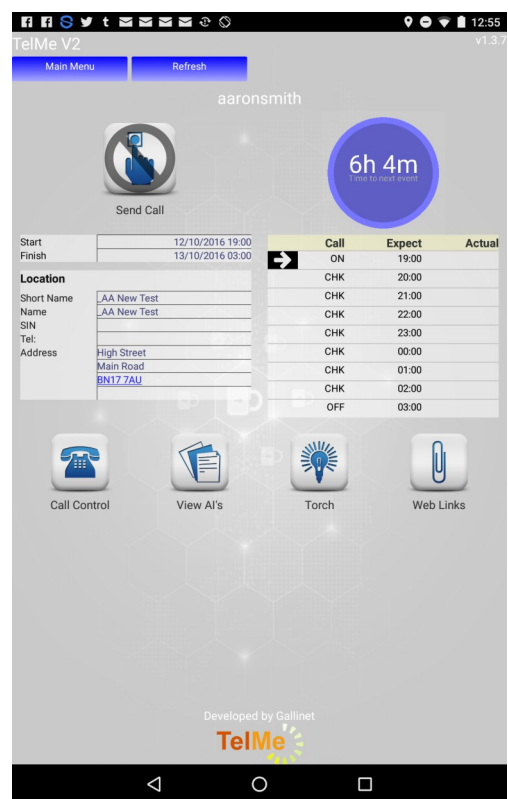 12:55
TelMe V2
v1.3.7
Main Menu Refresh
aaronsmith
6h 4m
Time to next event
Send Call
Start 12/10/2016 19:00
Finish 13/10/2016 03:00
Location
Short Name _AA New Test
Name _AA New Test
SIN
Tel:
Address High Street
Main Road
BN17 7AU
Call Expect Actual
ON 19:00
CHK 20:00
CHK 21:00
CHK 22:00
CHK 23:00
CHK 00:00
CHK 01:00
CHK 02:00
OFF 03:00
Call Control View AI's Torch Web Links
Developed by Gallinet
TelMe